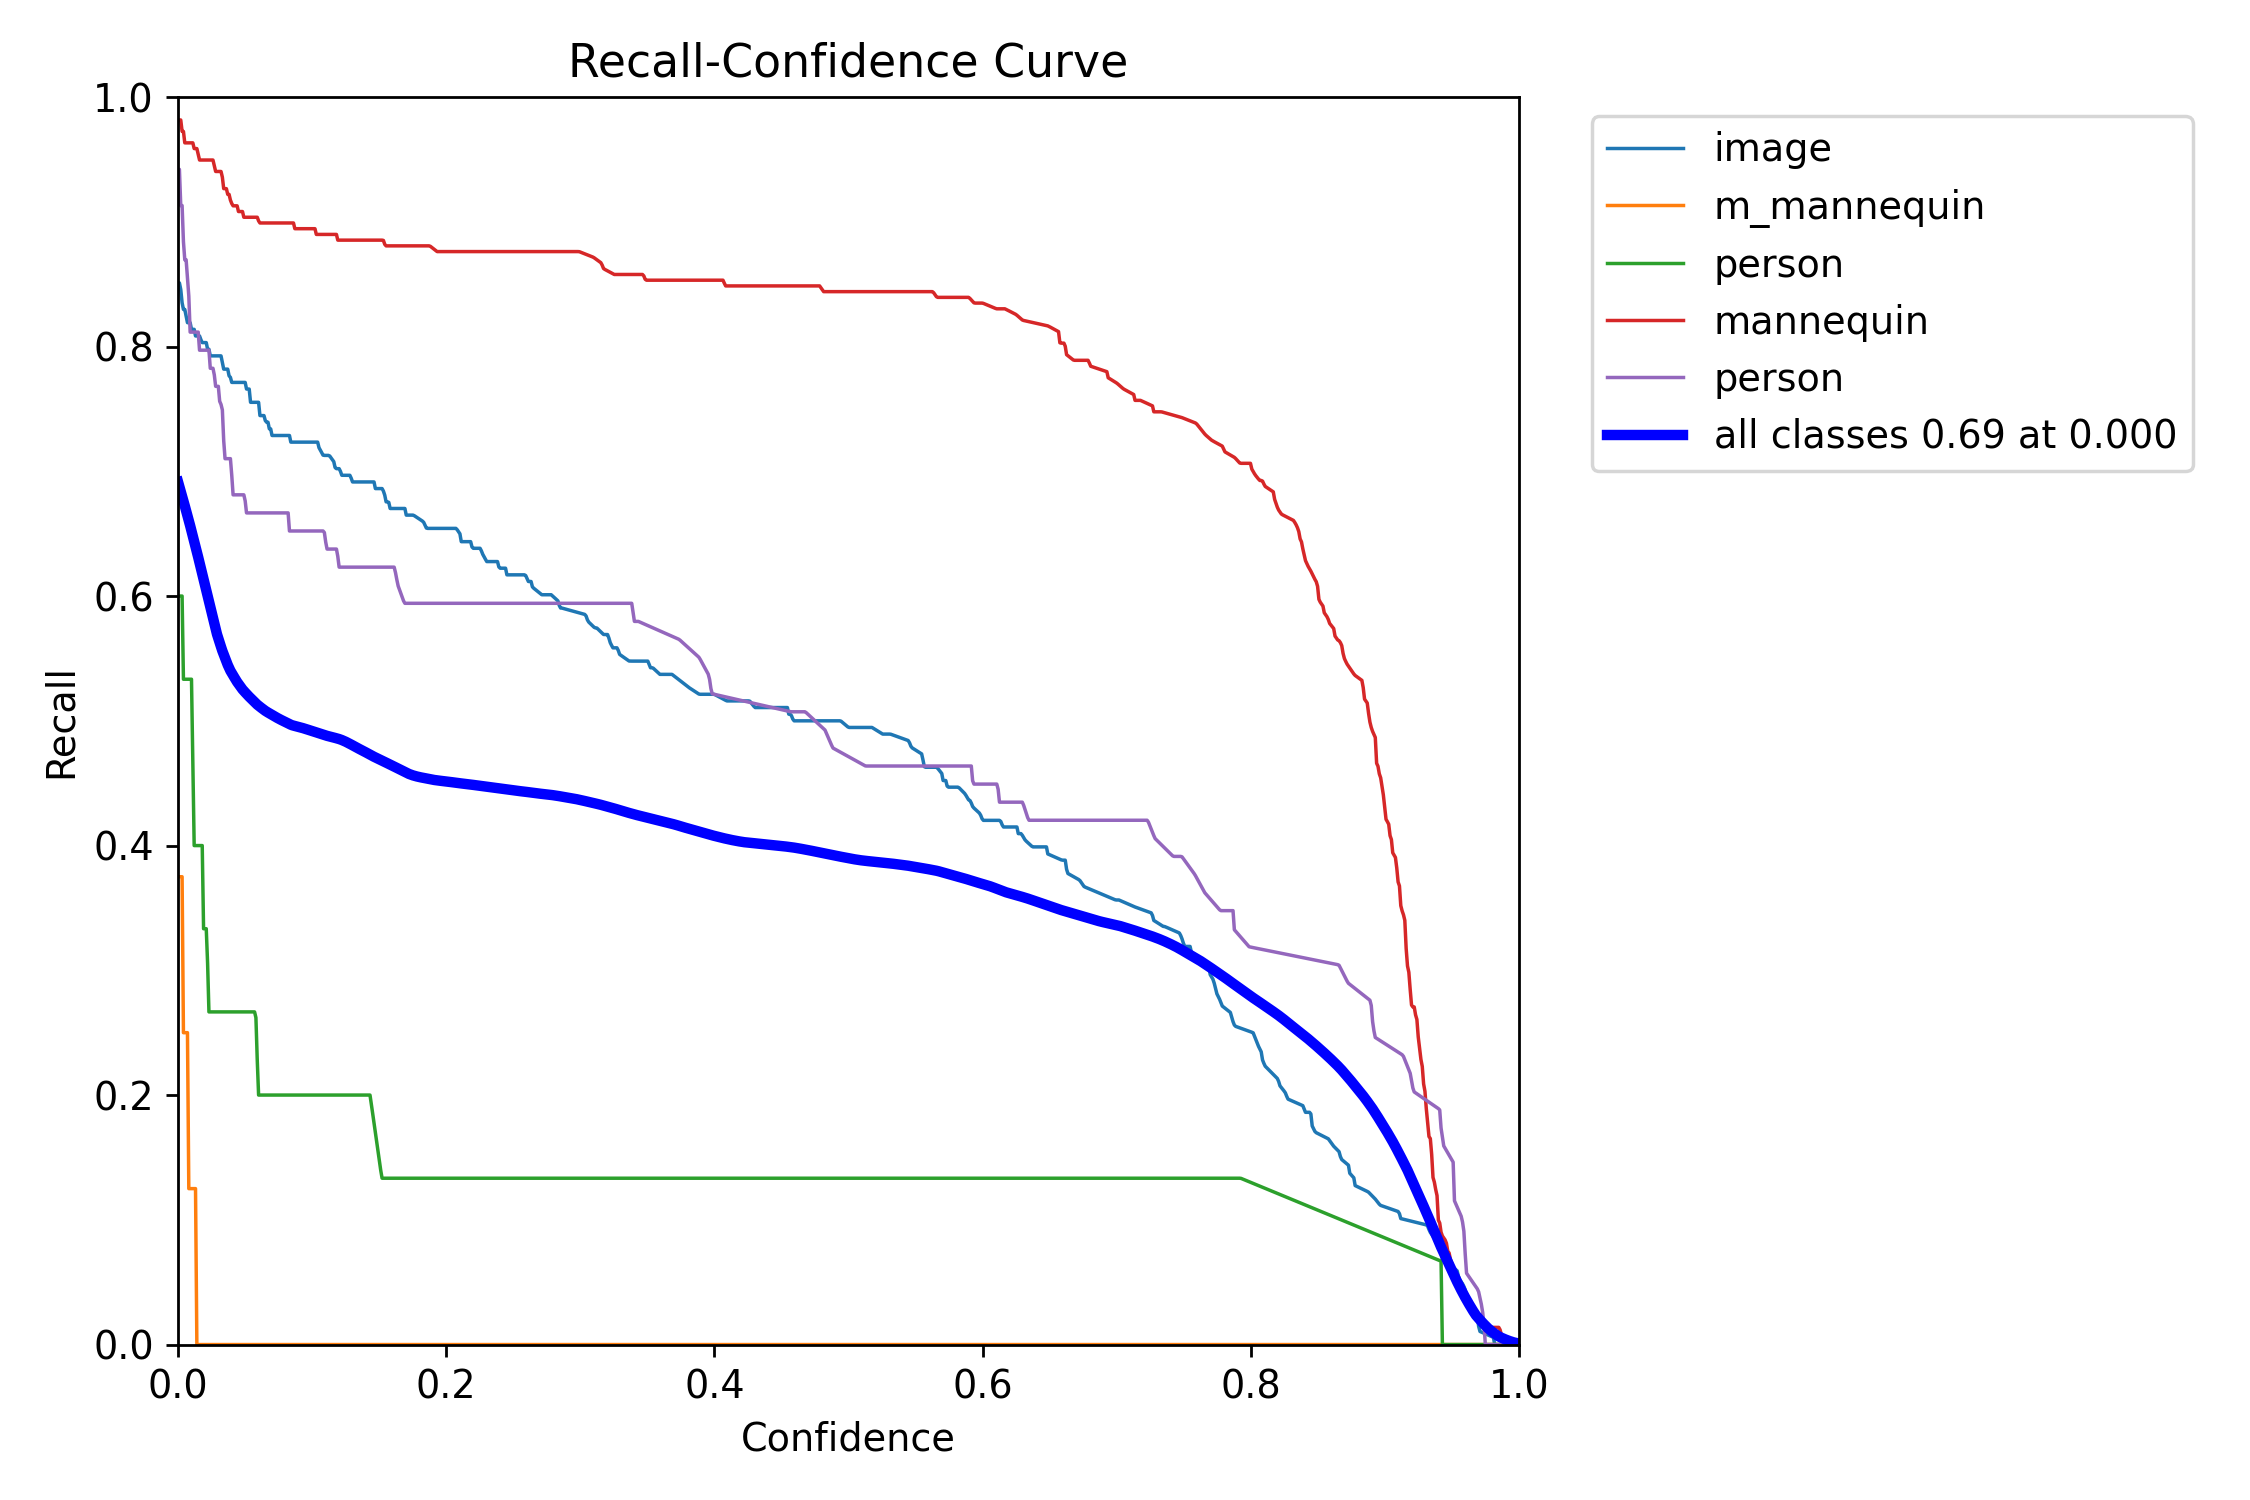 Recall-Confidence Curve
1.0
0.8
0.6
0.4
0.2
0.0
Recall
0.0 0.2 0.4 0.6 0.8 1.0
Confidence
image
m_mannequin
person
mannequin
person
all classes 0.69 at 0.000